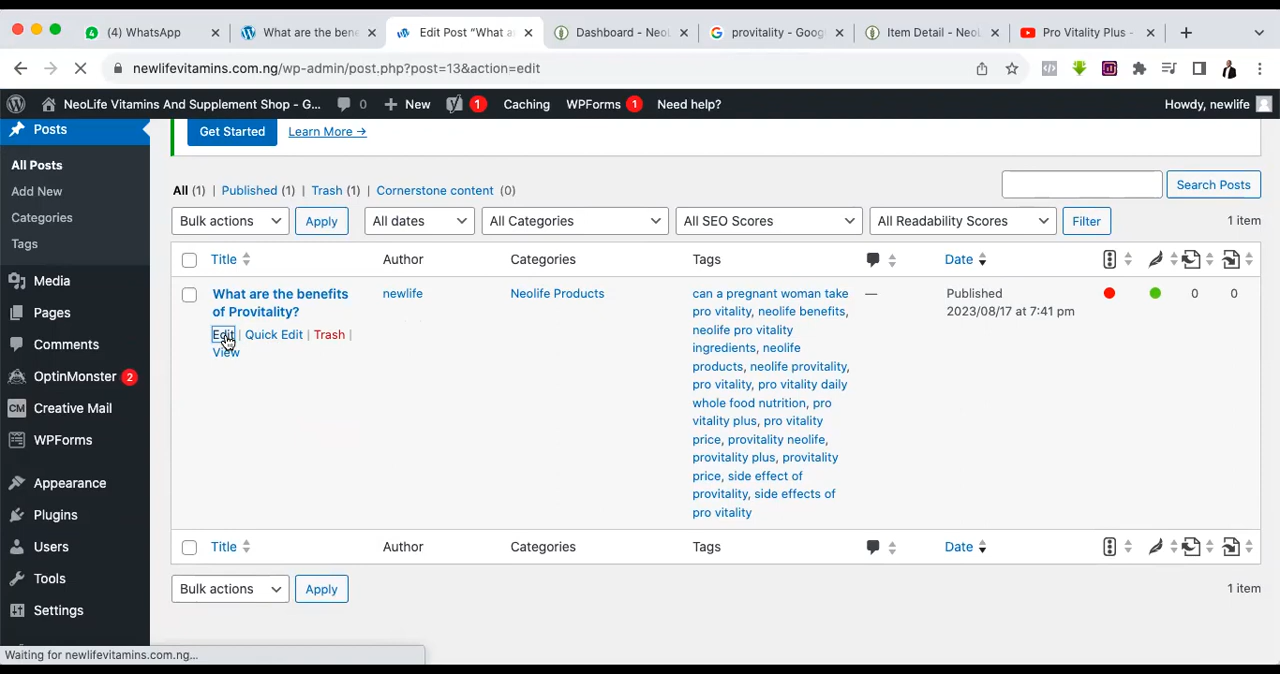 (4) WhatsApp
What are the bene
Edit Post “What a
Dashboard - NeoL
provitality - Goog
Item Detail - NeoL
Pro Vitality Plus -
newlifevitamins.com.ng/wp-admin/post.php?post=13&action=edit
NeoLife Vitamins And Supplement Shop - G...
0
New
1
Caching
WPForms 1
Need help?
Howdy, newlife
Posts
All Posts
Add New
Categories
Tags
Media
Pages
Comments
OptinMonster 2
CM Creative Mail
WPForms
Appearance
Plugins
Users
Tools
Settings
Get Started
Learn More →
All (1) | Published (1) | Trash (1) | Cornerstone content (0)
Search Posts
Bulk actions
Apply
All dates
All Categories
All SEO Scores
All Readability Scores
Filter
1 item
Title
Author
Categories
Tags
Date
What are the benefits
of Provitality?
Edit | Quick Edit | Trash |
View
newlife
Neolife Products
can a pregnant woman take
pro vitality, neolife benefits,
neolife pro vitality
ingredients, neolife
products, neolife provitality,
pro vitality, pro vitality daily
whole food nutrition, pro
vitality plus, pro vitality
price, provitality neolife,
provitality plus, provitality
price, side effect of
provitality, side effects of
pro vitality
—
Published
2023/08/17 at 7:41 pm
0
0
Title
Author
Categories
Tags
Date
Bulk actions
Apply
1 item
Waiting for newlifevitamins.com.ng...